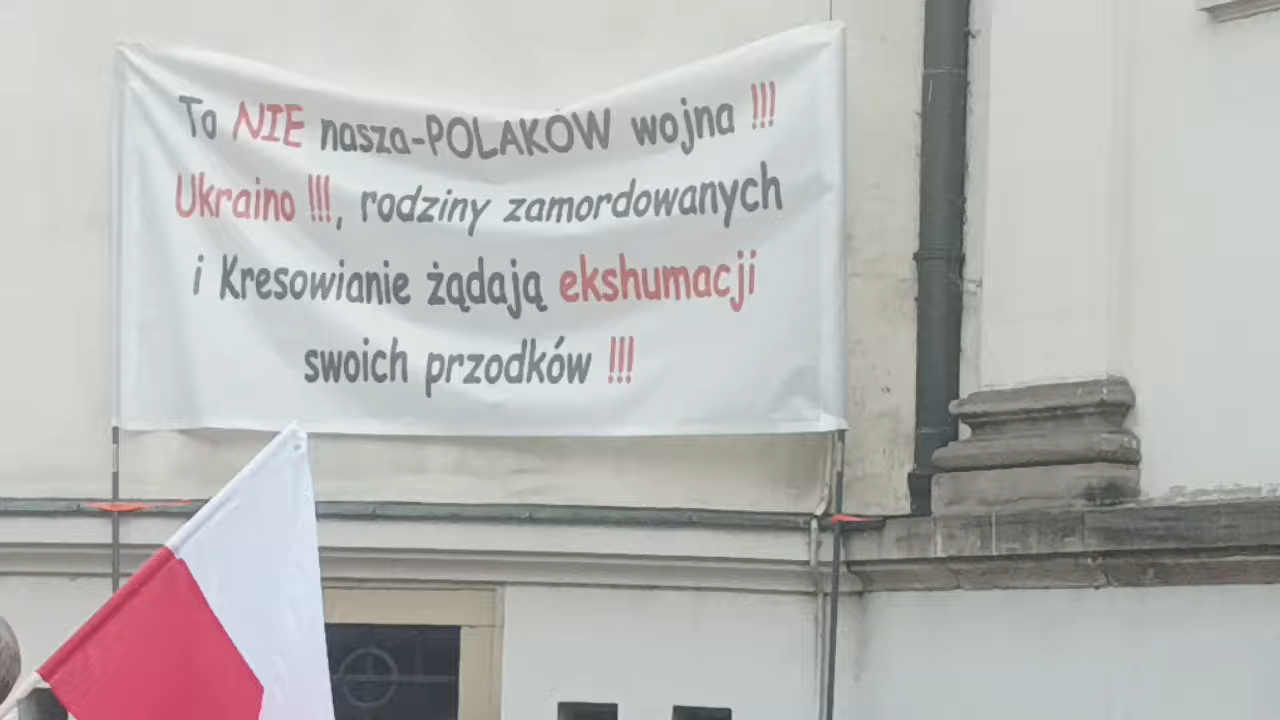 To NIE nasza-POLAKÓW wojna !!!
Ukraino !!!, rodziny zamordowanych
i Kresowianie żądają ekshumacji
swoich przodków !!!